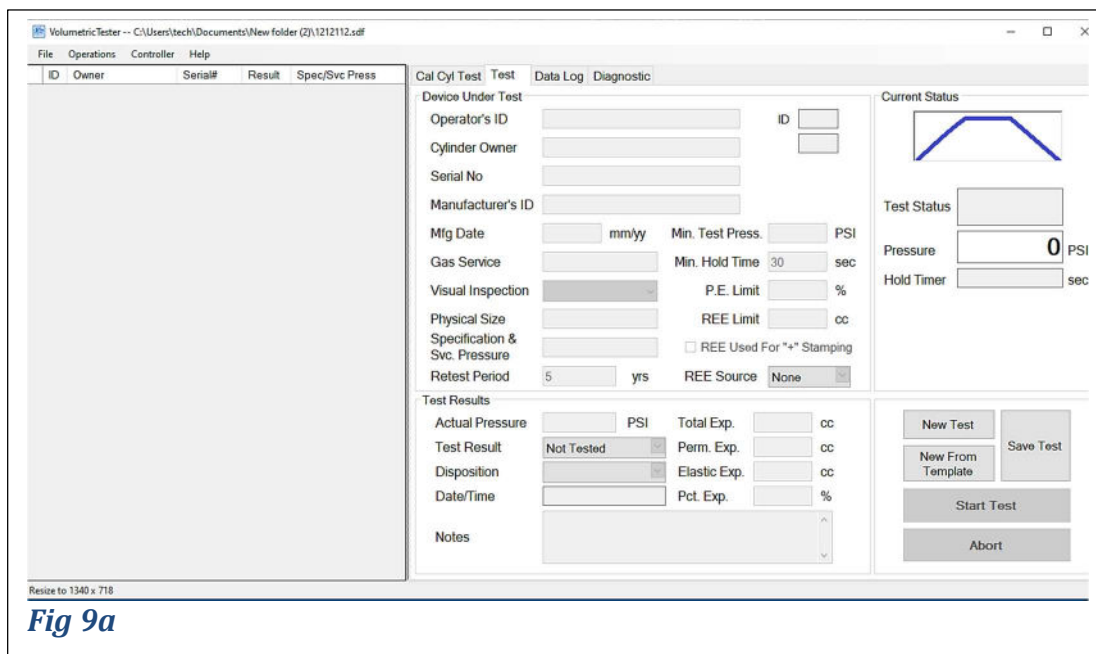 VolumetricTester -- C:\Users\tech\Documents\New folder (2)\1212112.sdf
File Operations Controller Help
ID Owner Serial# Result Spec/Svc Press
Cal Cyl Test Test Data Log Diagnostic
Device Under Test
Operator's ID ID
Cylinder Owner
Serial No
Manufacturer's ID
Mfg Date mm/yy Min. Test Press. PSI
Gas Service Min. Hold Time 30 sec
Visual Inspection P.E. Limit %
Physical Size REE Limit cc
Specification &
Svc. Pressure REE Used For "+" Stamping
Retest Period 5 yrs REE Source None
Current Status
Test Status
Pressure 0 PSI
Hold Timer sec
Test Results
Actual Pressure PSI Total Exp. cc
Test Result Not Tested Perm. Exp. cc
Disposition Elastic Exp. cc
Date/Time Pct. Exp. %
Notes
New Test
New From
Template
Save Test
Start Test
Abort
Resize to 1340 x 718
Fig 9a